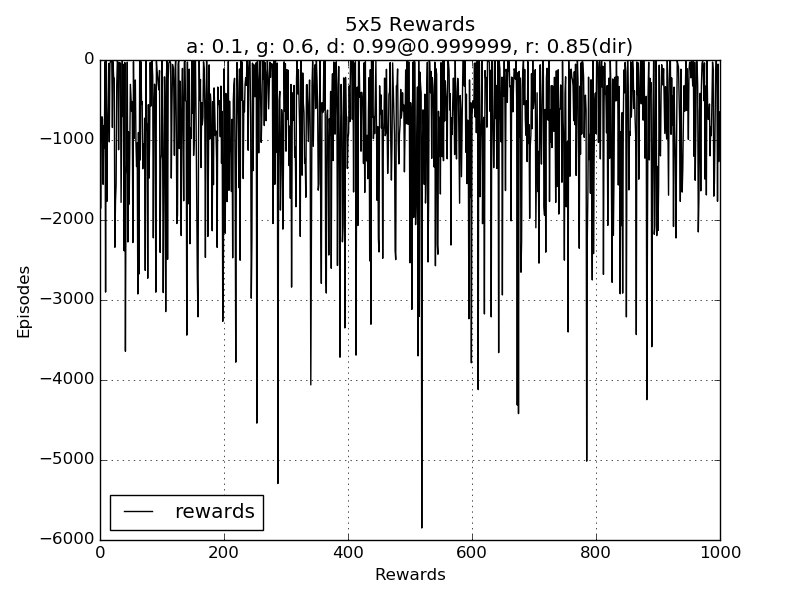 5x5 Rewards
a: 0.1, g: 0.6, d: 0.99@0.999999, r: 0.85(dir)
0
−1000
−2000
−3000
−4000
−5000
−6000
Episodes
rewards
0 200 400 600 800 1000
Rewards